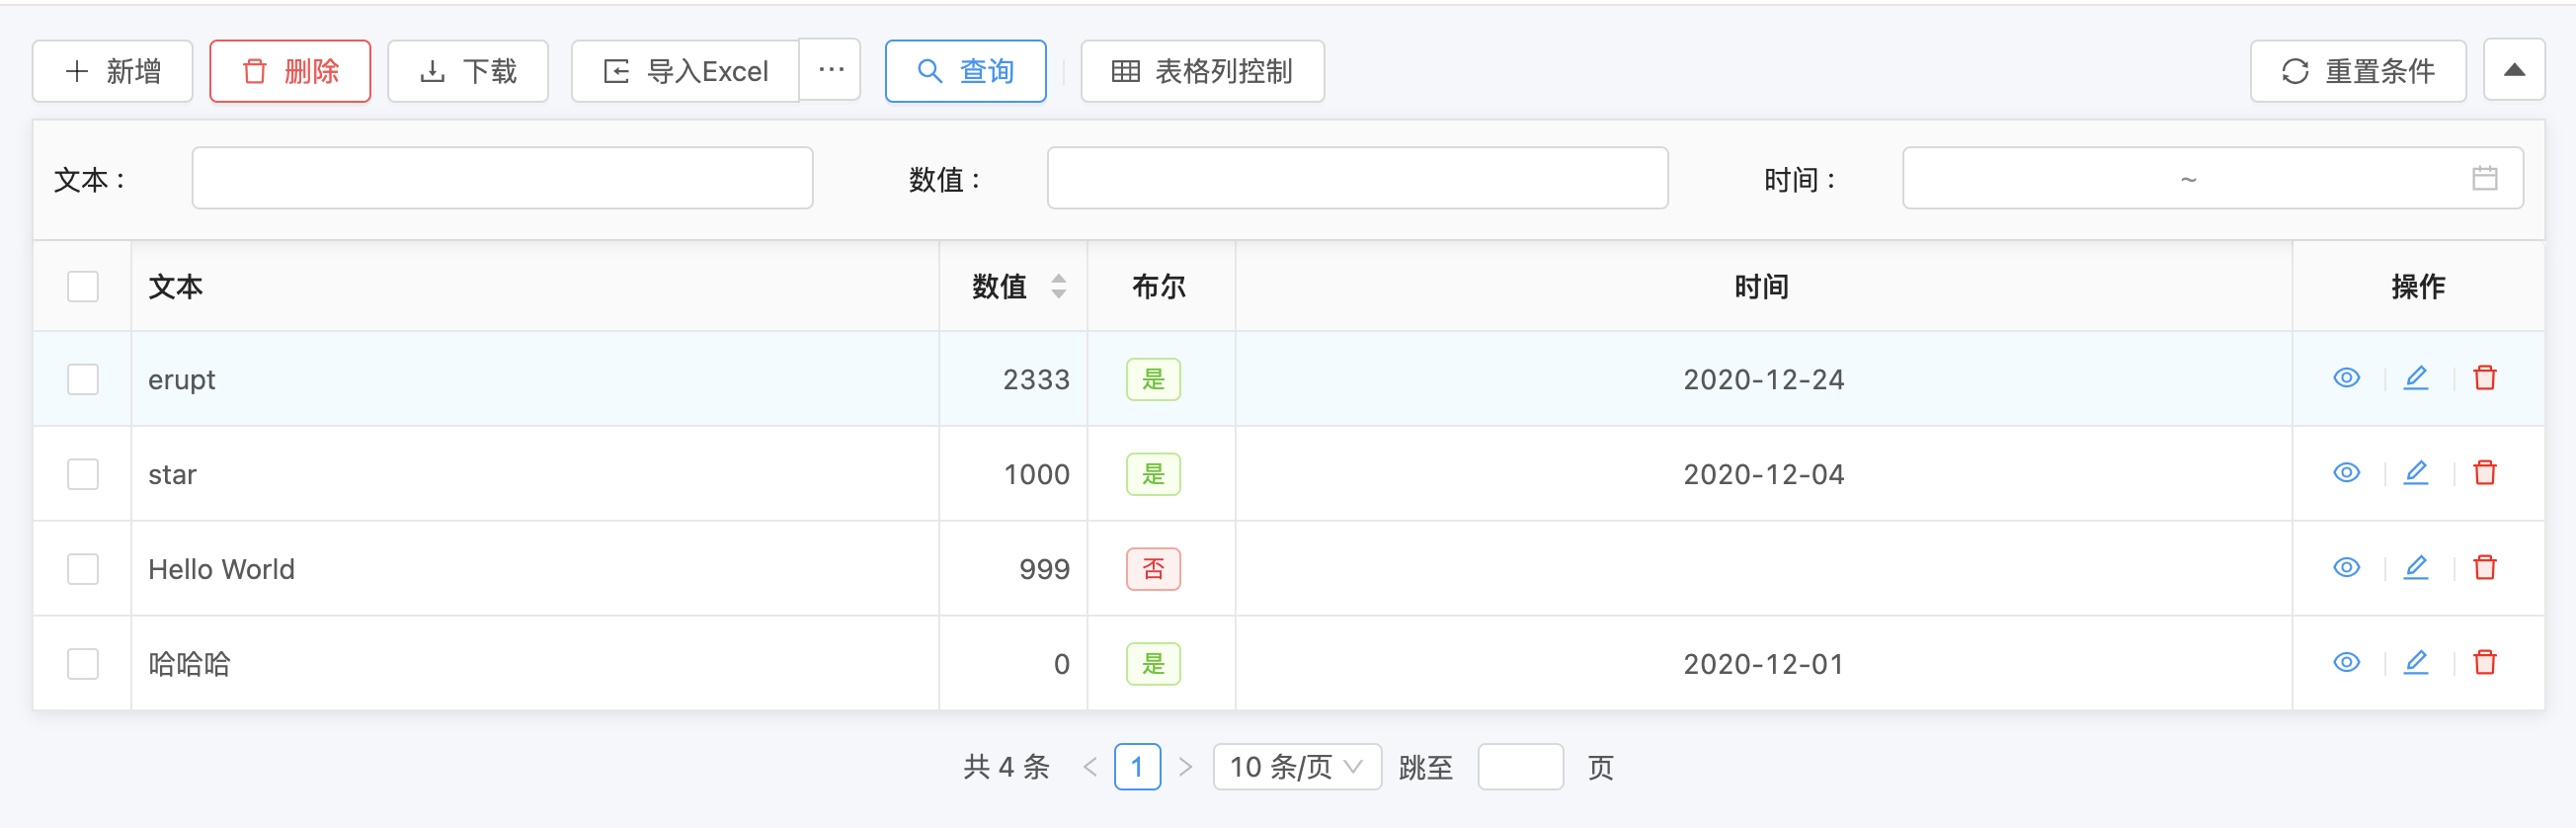 新增 删除 下载 导入Excel ··· 查询 表格列控制 重置条件
文本： 数值： 时间： ~
文本 数值 布尔 时间 操作
erupt 2333 是 2020-12-24
star 1000 是 2020-12-04
Hello World 999 否
哈哈哈 0 是 2020-12-01
共 4 条 < 1 > 10 条/页 跳至 页